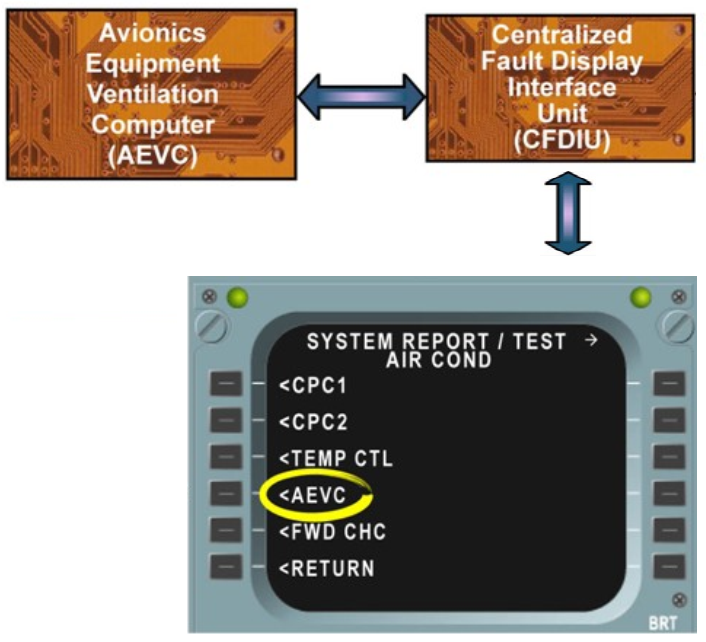 Avionics
Equipment
Ventilation
Computer
(AEVC)
Centralized
Fault Display
Interface
Unit
(CFDIU)
SYSTEM REPORT / TEST →
AIR COND
<CPC1
<CPC2
<TEMP CTL
<AEVC
<FWD CHC
<RETURN
BRT